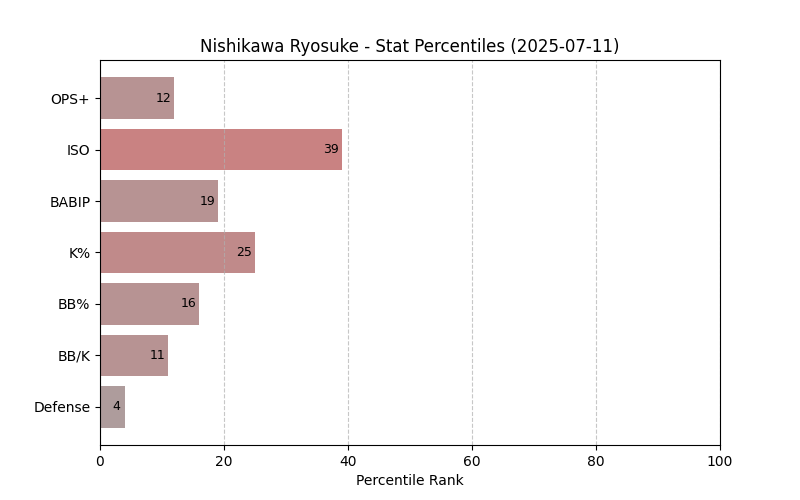 Nishikawa Ryosuke - Stat Percentiles (2025-07-11)
OPS+ 12
ISO 39
BABIP 19
K% 25
BB% 16
BB/K 11
Defense 4
0 20 40 60 80 100
Percentile Rank